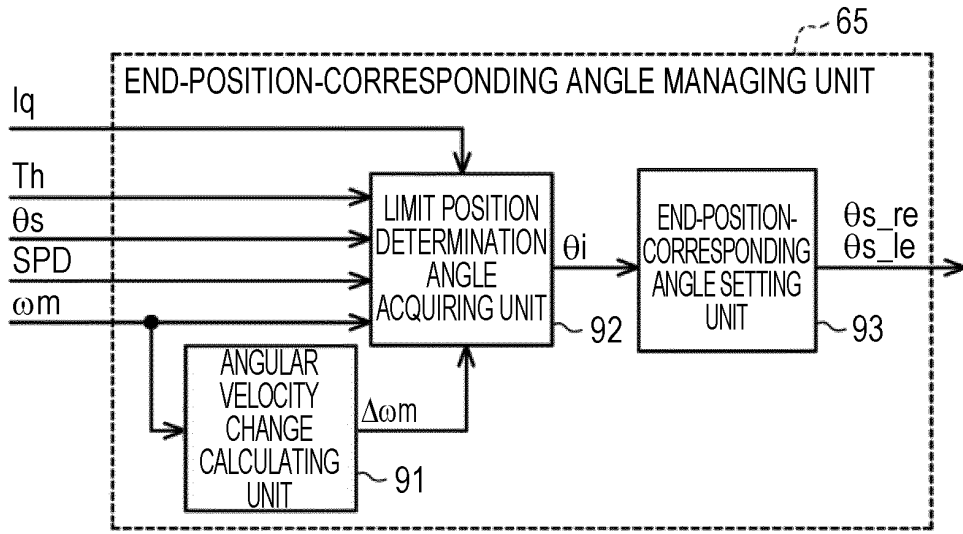 65
END-POSITION-CORRESPONDING ANGLE MANAGING UNIT
Iq
Th
θs
SPD
ωm
LIMIT POSITION
DETERMINATION
ANGLE
ACQUIRING UNIT
92
θi
END-POSITION-
CORRESPONDING
ANGLE SETTING
UNIT
93
θs_re
θs_le
ANGULAR
VELOCITY
CHANGE
CALCULATING
UNIT
91
Δωm